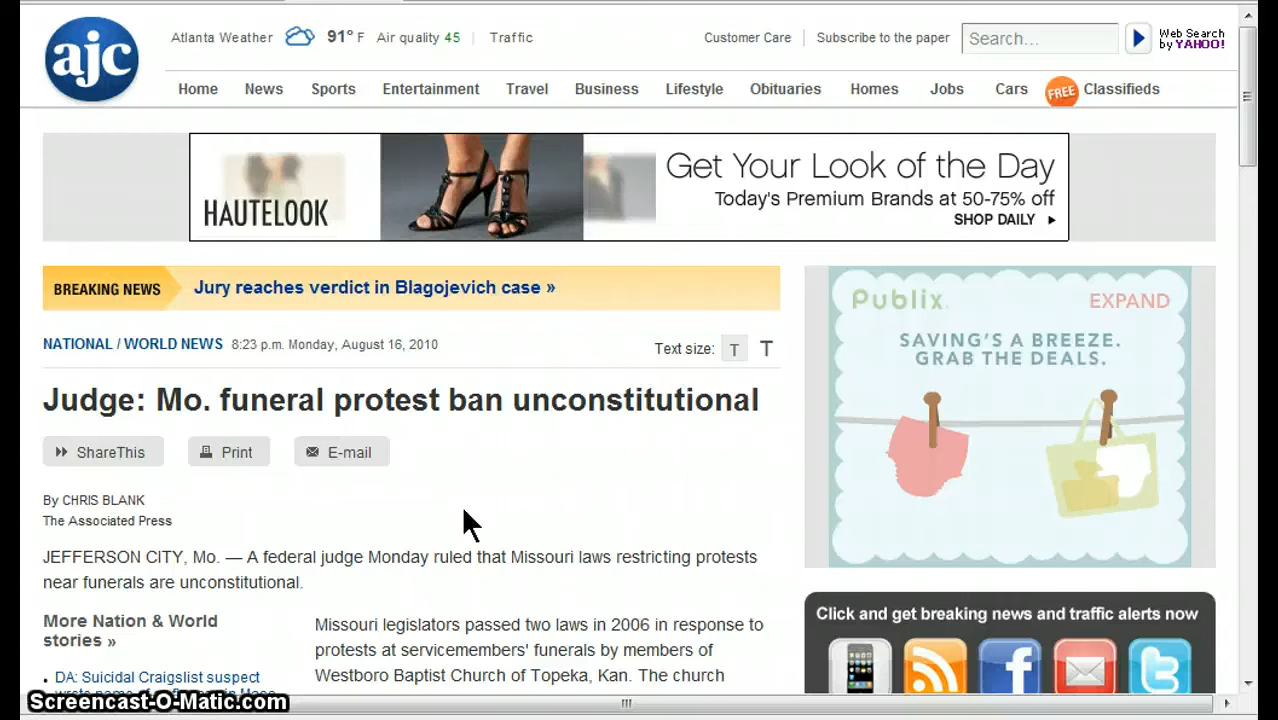 ajc
Atlanta Weather 91° F Air quality 45 Traffic
Customer Care Subscribe to the paper Search... Web Search
by YAHOO!
Home News Sports Entertainment Travel Business Lifestyle Obituaries Homes Jobs Cars FREE Classifieds
HAUTELOOK
Get Your Look of the Day
Today's Premium Brands at 50-75% off
SHOP DAILY
BREAKING NEWS Jury reaches verdict in Blagojevich case »
NATIONAL / WORLD NEWS 8:23 p.m. Monday, August 16, 2010 Text size: T T
Judge: Mo. funeral protest ban unconstitutional
ShareThis Print E-mail
By CHRIS BLANK
The Associated Press
JEFFERSON CITY, Mo. — A federal judge Monday ruled that Missouri laws restricting protests
near funerals are unconstitutional.
More Nation & World
stories »
• DA: Suicidal Craigslist suspect
Missouri legislators passed two laws in 2006 in response to
protests at servicemembers' funerals by members of
Westboro Baptist Church of Topeka, Kan. The church
Publix. EXPAND
SAVING'S A BREEZE.
GRAB THE DEALS.
Click and get breaking news and traffic alerts now
Screencast-O-Matic.com